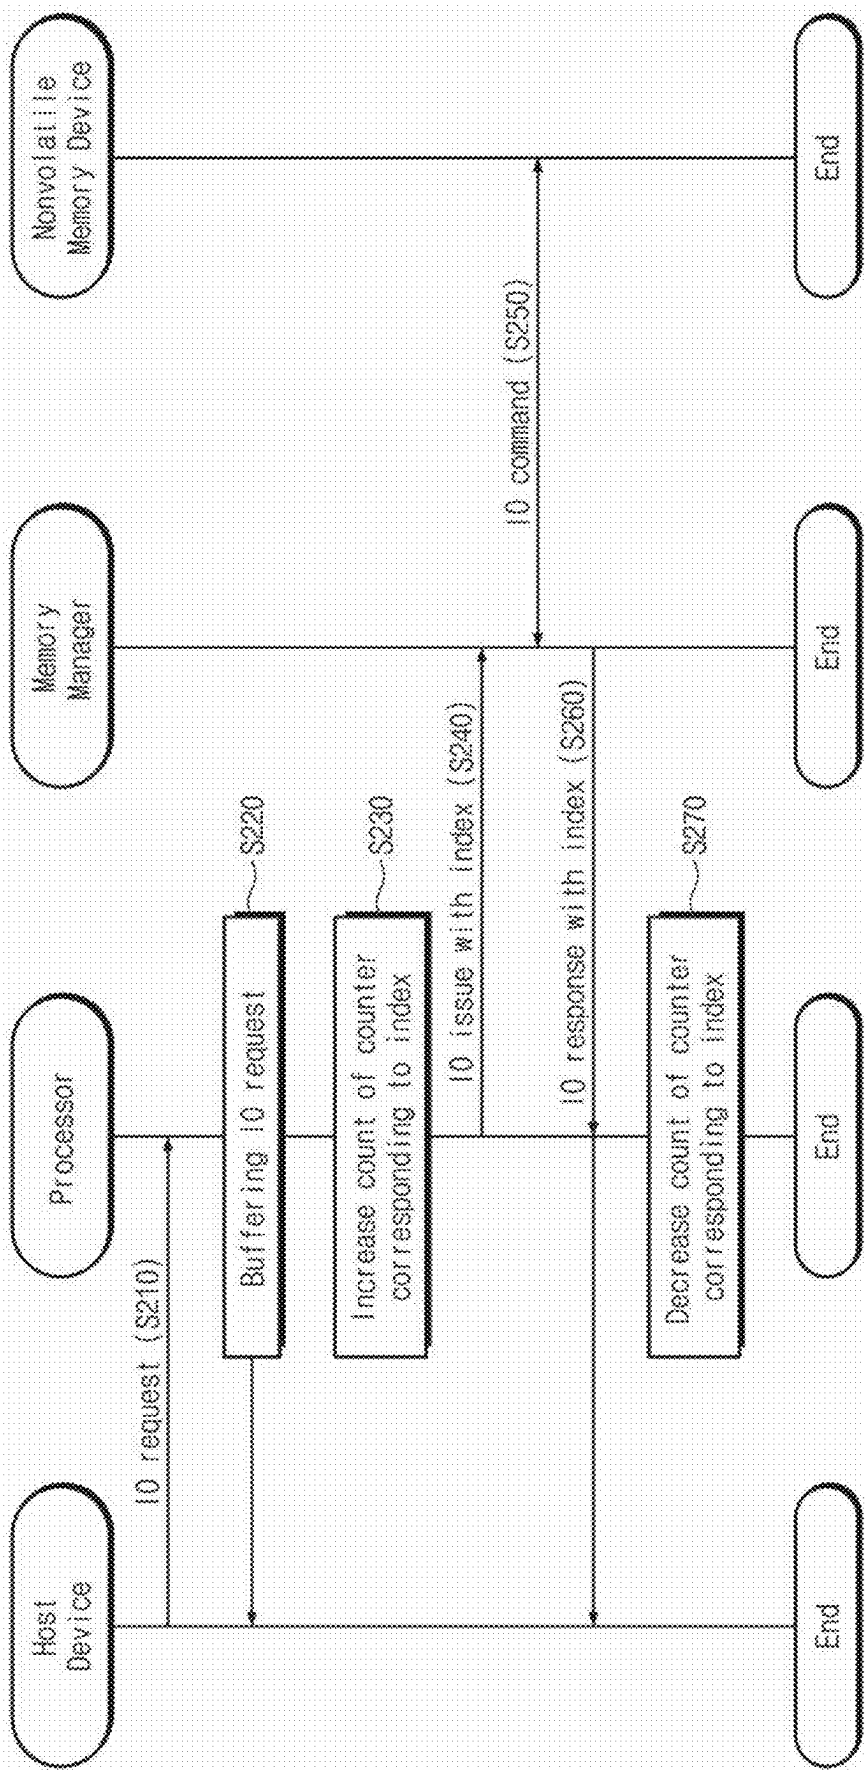 Host
Device
Processor
Memory
Manager
Nonvolatile
Memory Device
IO request (S210)
Buffering IO request
S220
Increase count of counter
corresponding to index
S230
IO issue with index (S240)
IO command (S250)
IO response with index (S260)
Decrease count of counter
corresponding to index
S270
End
End
End
End